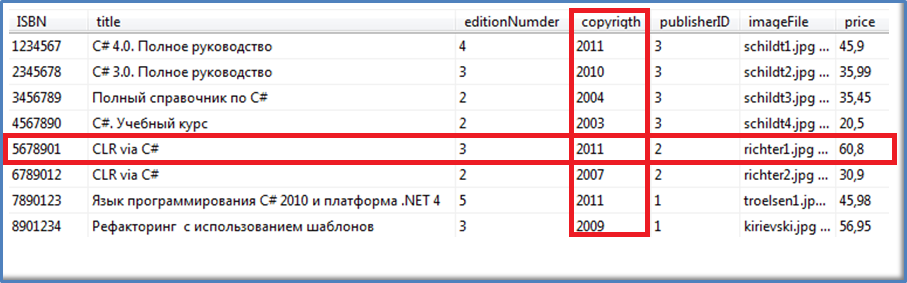 ISBN title editionNumder copyriqth publisherID imageFile price
1234567 C# 4.0. Полное руководство 4 2011 3 schildt1.jpg ... 45,9
2345678 C# 3.0. Полное руководство 3 2010 3 schildt2.jpg ... 35,99
3456789 Полный справочник по C# 2 2004 3 schildt3.jpg ... 35,45
4567890 C#. Учебный курс 2 2003 3 schildt4.jpg ... 20,5
5678901 CLR via C# 3 2011 2 richter1.jpg ... 60,8
6789012 CLR via C# 2 2007 2 richter2.jpg ... 30,9
7890123 Язык программирования C# 2010 и платформа .NET 4 5 2011 1 troelsen1.jp... 45,98
8901234 Рефакторинг с использованием шаблонов 3 2009 1 kirievski.jpg ... 56,95